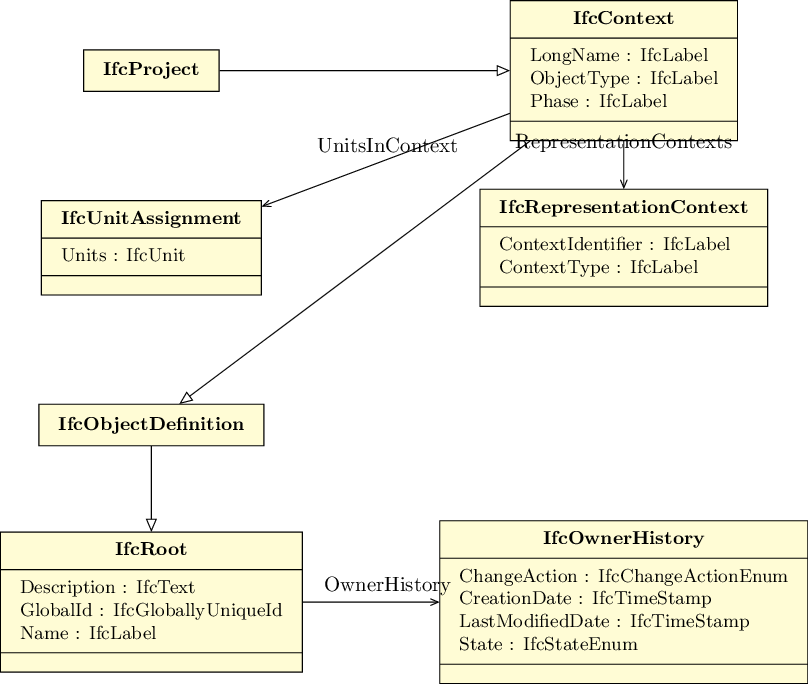 IfcContext
IfcProject
LongName : IfcLabel
ObjectType : IfcLabel
Phase : IfcLabel
UnitsInContext
RepresentationContexts
IfcUnitAssignment
Units : IfcUnit
IfcRepresentationContext
ContextIdentifier : IfcLabel
ContextType : IfcLabel
IfcObjectDefinition
IfcRoot
Description : IfcText
GlobalId : IfcGloballyUniqueId
Name : IfcLabel
OwnerHistory
IfcOwnerHistory
ChangeAction : IfcChangeActionEnum
CreationDate : IfcTimeStamp
LastModifiedDate : IfcTimeStamp
State : IfcStateEnum